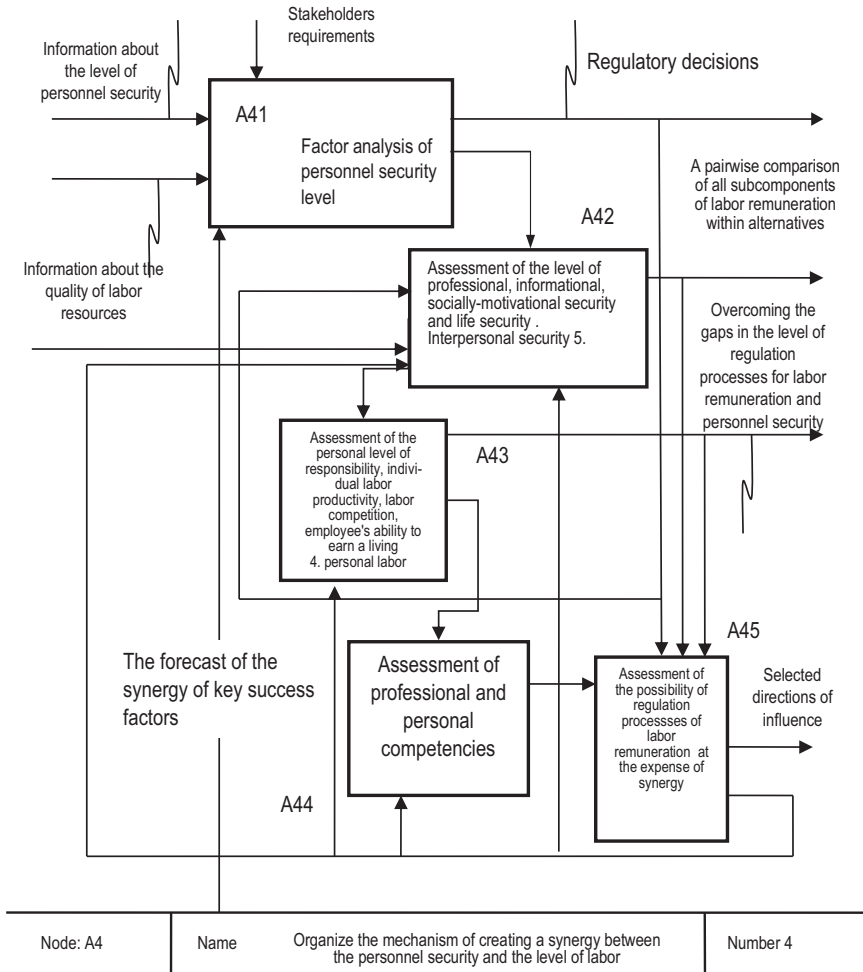 Stakeholders
requirements
Information about
the level of
personnel security
Regulatory decisions
A41
Factor analysis of
personnel security
level
A pairwise comparison
of all subcomponents
of labor remuneration
within alternatives
A42
Information about the
quality of labor
resources
Assessment of the level of
professional, informational,
socially-motivational security
and life security .
Interpersonal security 5.
Overcoming the
gaps in the level of
regulation
processes for labor
remuneration and
personnel security
A43
Assessment of the
personal level of
responsibility, individ-
dual labor
productivity, labor
competition,
employee's ability to
earn a living
4. personal labor
A45
The forecast of the
synergy of key success
factors
Assessment of
professional and
personal
competencies
Assessment of
the possibility of
regulation
processses of
labor
remuneration at
the expense of
synergy
Selected
directions of
influence
A44
Node: A4
Name
Organize the mechanism of creating a synergy between
the personnel security and the level of labor
Number 4